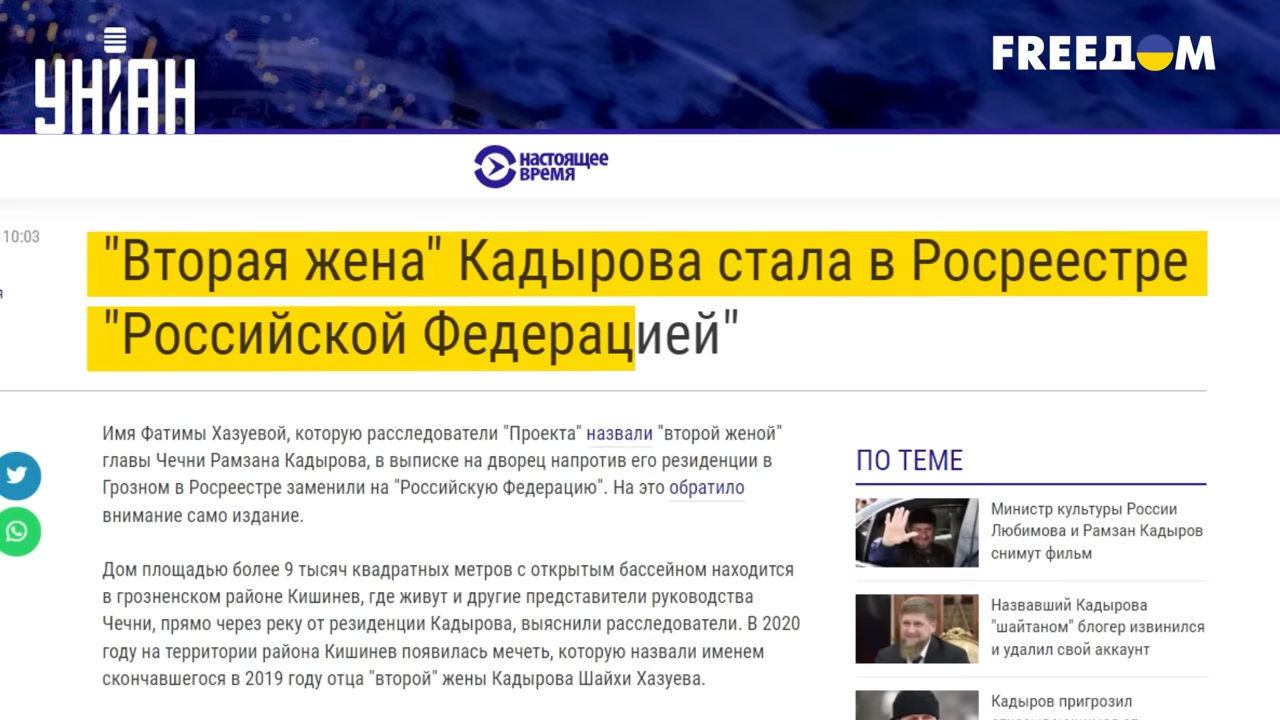 УНІАН
FREEДОМ
НАСТОЯЩЕЕ
ВРЕМЯ
10:03
я
"Вторая жена" Кадырова стала в Росреестре
"Российской Федерацией"
Имя Фатимы Хазуевой, которую расследователи "Проекта" назвали "второй женой"
главы Чечни Рамзана Кадырова, в выписке на дворец напротив его резиденции в
Грозном в Росреестре заменили на "Российскую Федерацию". На это обратило
внимание само издание.
Дом площадью более 9 тысяч квадратных метров с открытым бассейном находится
в грозненском районе Кишинев, где живут и другие представители руководства
Чечни, прямо через реку от резиденции Кадырова, выяснили расследователи. В 2020
году на территории района Кишинев появилась мечеть, которую назвали именем
скончавшегося в 2019 году отца "второй" жены Кадырова Шайхи Хазуева.
ПО ТЕМЕ
Министр культуры России
Любимова и Рамзан Кадыров
снимут фильм
Назвавший Кадырова
"шайтаном" блогер извинился
и удалил свой аккаунт
Кадыров пригрозил